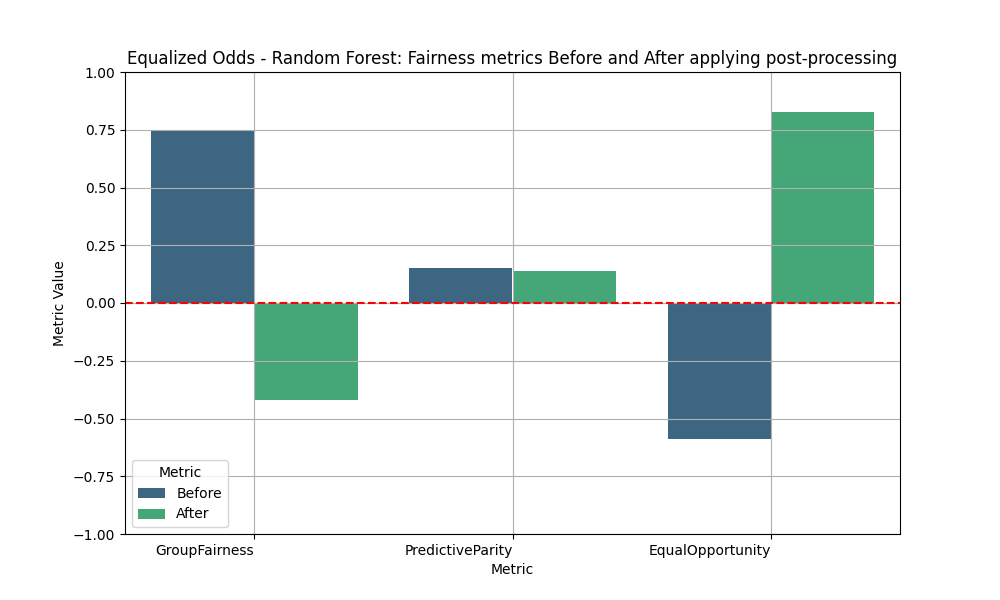 Equalized Odds - Random Forest: Fairness metrics Before and After applying post-processing
1.00
0.75
0.50
0.25
0.00
−0.25
−0.50
−0.75
−1.00
Metric Value
Metric
Before
After
GroupFairness
PredictiveParity
EqualOpportunity
Metric